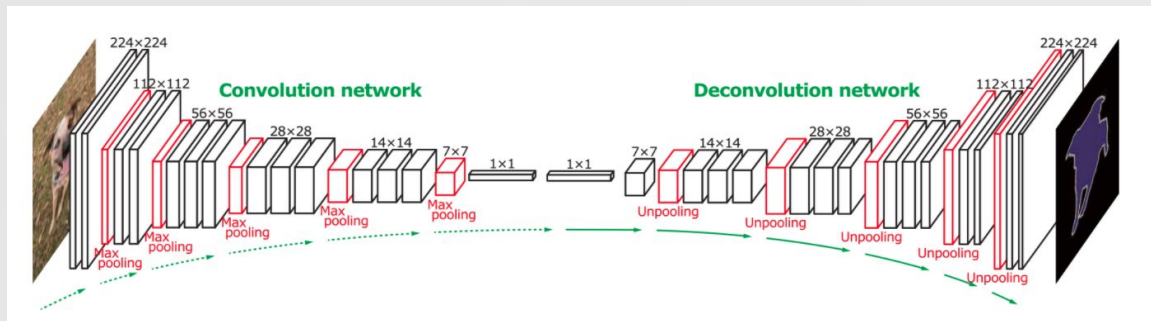 224×224
112×112
56×56
28×28
14×14
7×7
1×1
1×1
7×7
14×14
28×28
56×56
112×112
224×224
Convolution network
Deconvolution network
Max
pooling
Max
pooling
Max
pooling
Max
pooling
Max
pooling
Unpooling
Unpooling
Unpooling
Unpooling
Unpooling